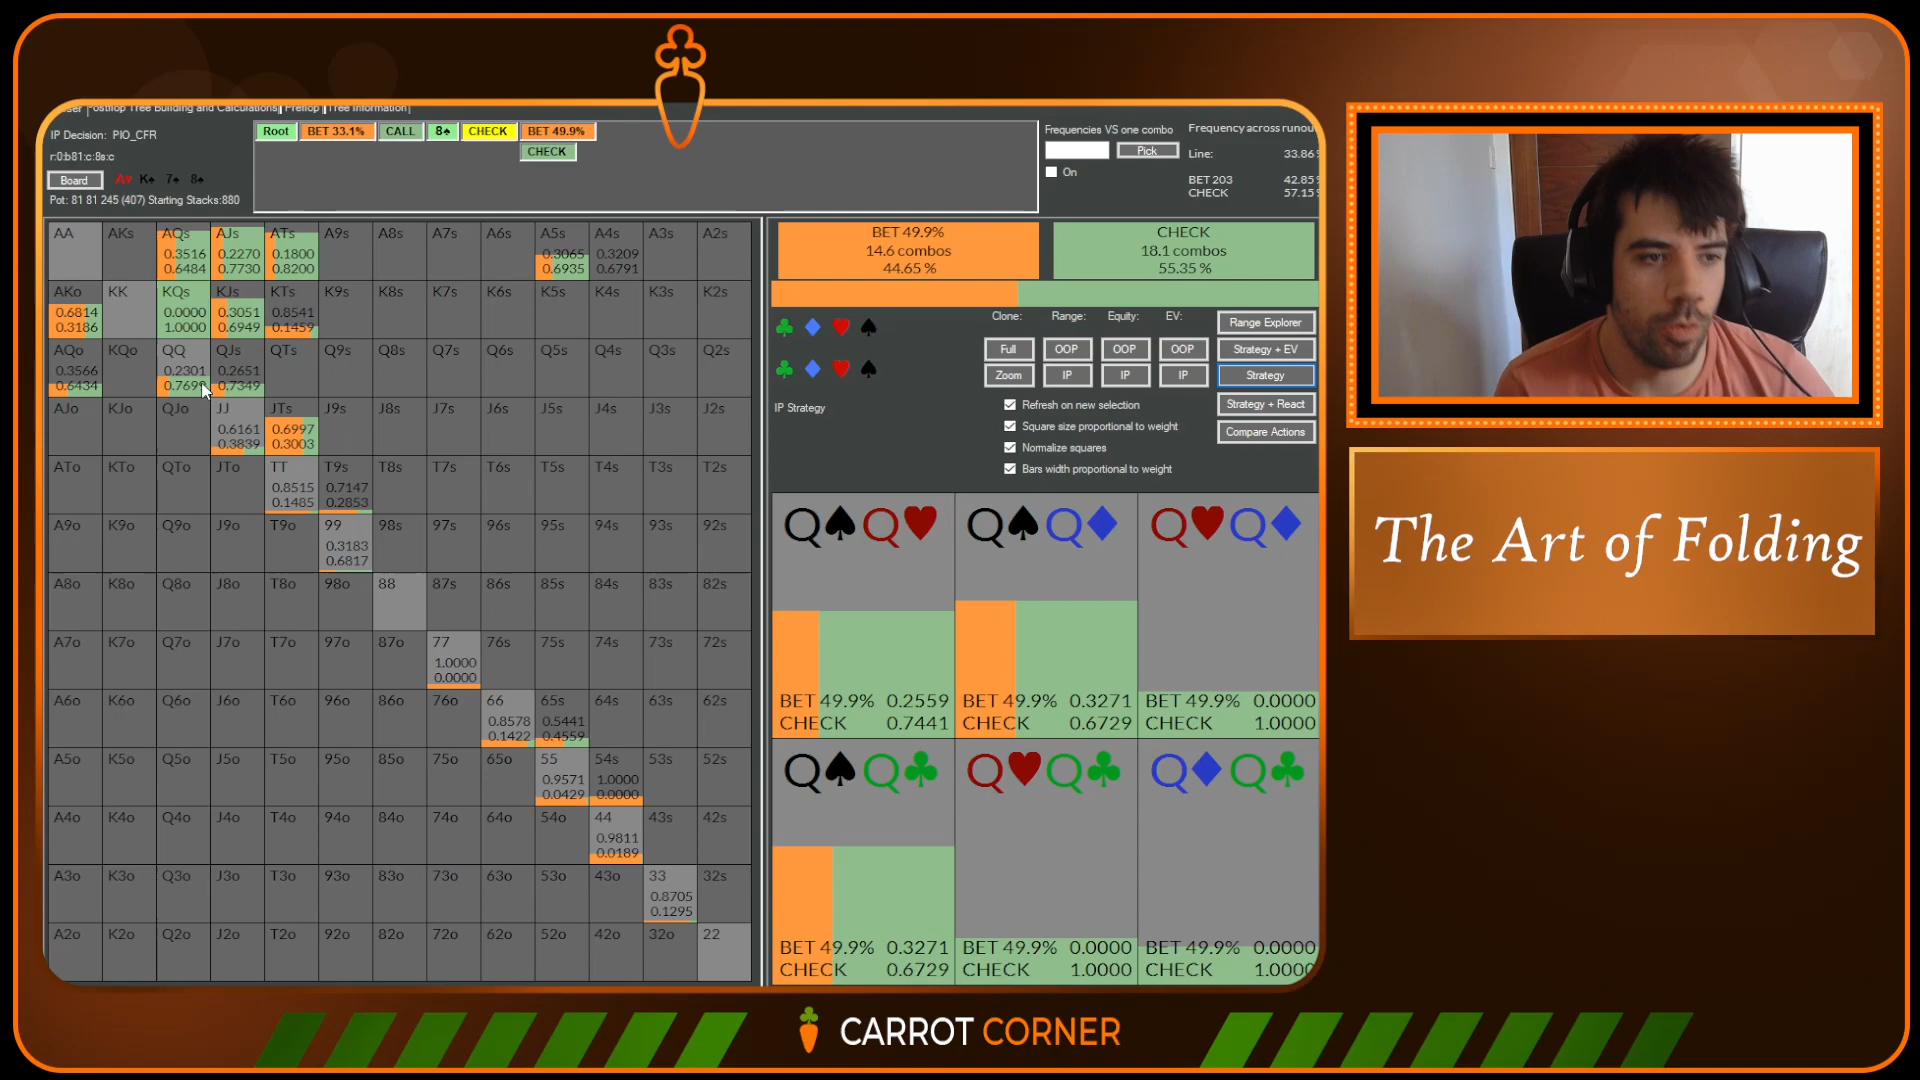 Postflop Tree Building and Calculations Preflop Tree Information
IP Decision: PIO_CFR
r:0:b81:c:8s:c
Board A♥ K♠ 7♠ 8♠
Pot: 81 81 245 (407) Starting Stacks:880
Root BET 33.1% CALL 8♠ CHECK BET 49.9%
CHECK
Frequencies VS one combo
Pick
On
Frequency across runou
Line: 33.86
BET 203 42.85
CHECK 57.15
AA AKs AQs AJs ATs A9s A8s A7s A6s A5s A4s A3s A2s
0.3516 0.2270 0.1800 0.3065 0.3209
0.6484 0.7730 0.8200 0.6935 0.6791
AKo KK KQs KJs KTs K9s K8s K7s K6s K5s K4s K3s K2s
0.6814 0.0000 0.3051 0.8541
0.3186 1.0000 0.6949 0.1459
AQo KQo QQ QJs QTs Q9s Q8s Q7s Q6s Q5s Q4s Q3s Q2s
0.3566 0.2301 0.2651
0.6434 0.7699 0.7349
AJo KJo QJo JJ JTs J9s J8s J7s J6s J5s J4s J3s J2s
0.6161 0.6997
0.3839 0.3003
ATo KTo QTo JTo TT T9s T8s T7s T6s T5s T4s T3s T2s
0.8515 0.7147
0.1485 0.2853
A9o K9o Q9o J9o T9o 99 98s 97s 96s 95s 94s 93s 92s
0.3183
0.6817
A8o K8o Q8o J8o T8o 98o 88 87s 86s 85s 84s 83s 82s
A7o K7o Q7o J7o T7o 97o 87o 77 76s 75s 74s 73s 72s
1.0000
0.0000
A6o K6o Q6o J6o T6o 96o 86o 76o 66 65s 64s 63s 62s
0.8578 0.5441
0.1422 0.4559
A5o K5o Q5o J5o T5o 95o 85o 75o 65o 55 54s 53s 52s
0.9571 1.0000
0.0429 0.0000
A4o K4o Q4o J4o T4o 94o 84o 74o 64o 54o 44 43s 42s
0.9811
0.0189
A3o K3o Q3o J3o T3o 93o 83o 73o 63o 53o 43o 33 32s
0.8705
0.1295
A2o K2o Q2o J2o T2o 92o 82o 72o 62o 52o 42o 32o 22
BET 49.9%
14.6 combos
44.65 %
CHECK
18.1 combos
55.35 %
♣ ♦ ♥ ♠
♣ ♦ ♥ ♠
IP Strategy
Clone: Range: Equity: EV:
Full OOP OOP OOP
Zoom IP IP IP
Range Explorer
Strategy + EV
Strategy
Strategy + React
Compare Actions
Refresh on new selection
Square size proportional to weight
Normalize squares
Bars width proportional to weight
Q♠Q♥ Q♠Q♦ Q♥Q♦
BET 49.9% 0.2559 BET 49.9% 0.3271 BET 49.9% 0.0000
CHECK 0.7441 CHECK 0.6729 CHECK 1.0000
Q♠Q♣ Q♥Q♣ Q♦Q♣
BET 49.9% 0.3271 BET 49.9% 0.0000 BET 49.9% 0.0000
CHECK 0.6729 CHECK 1.0000 CHECK 1.0000
The Art of Folding
CARROT CORNER